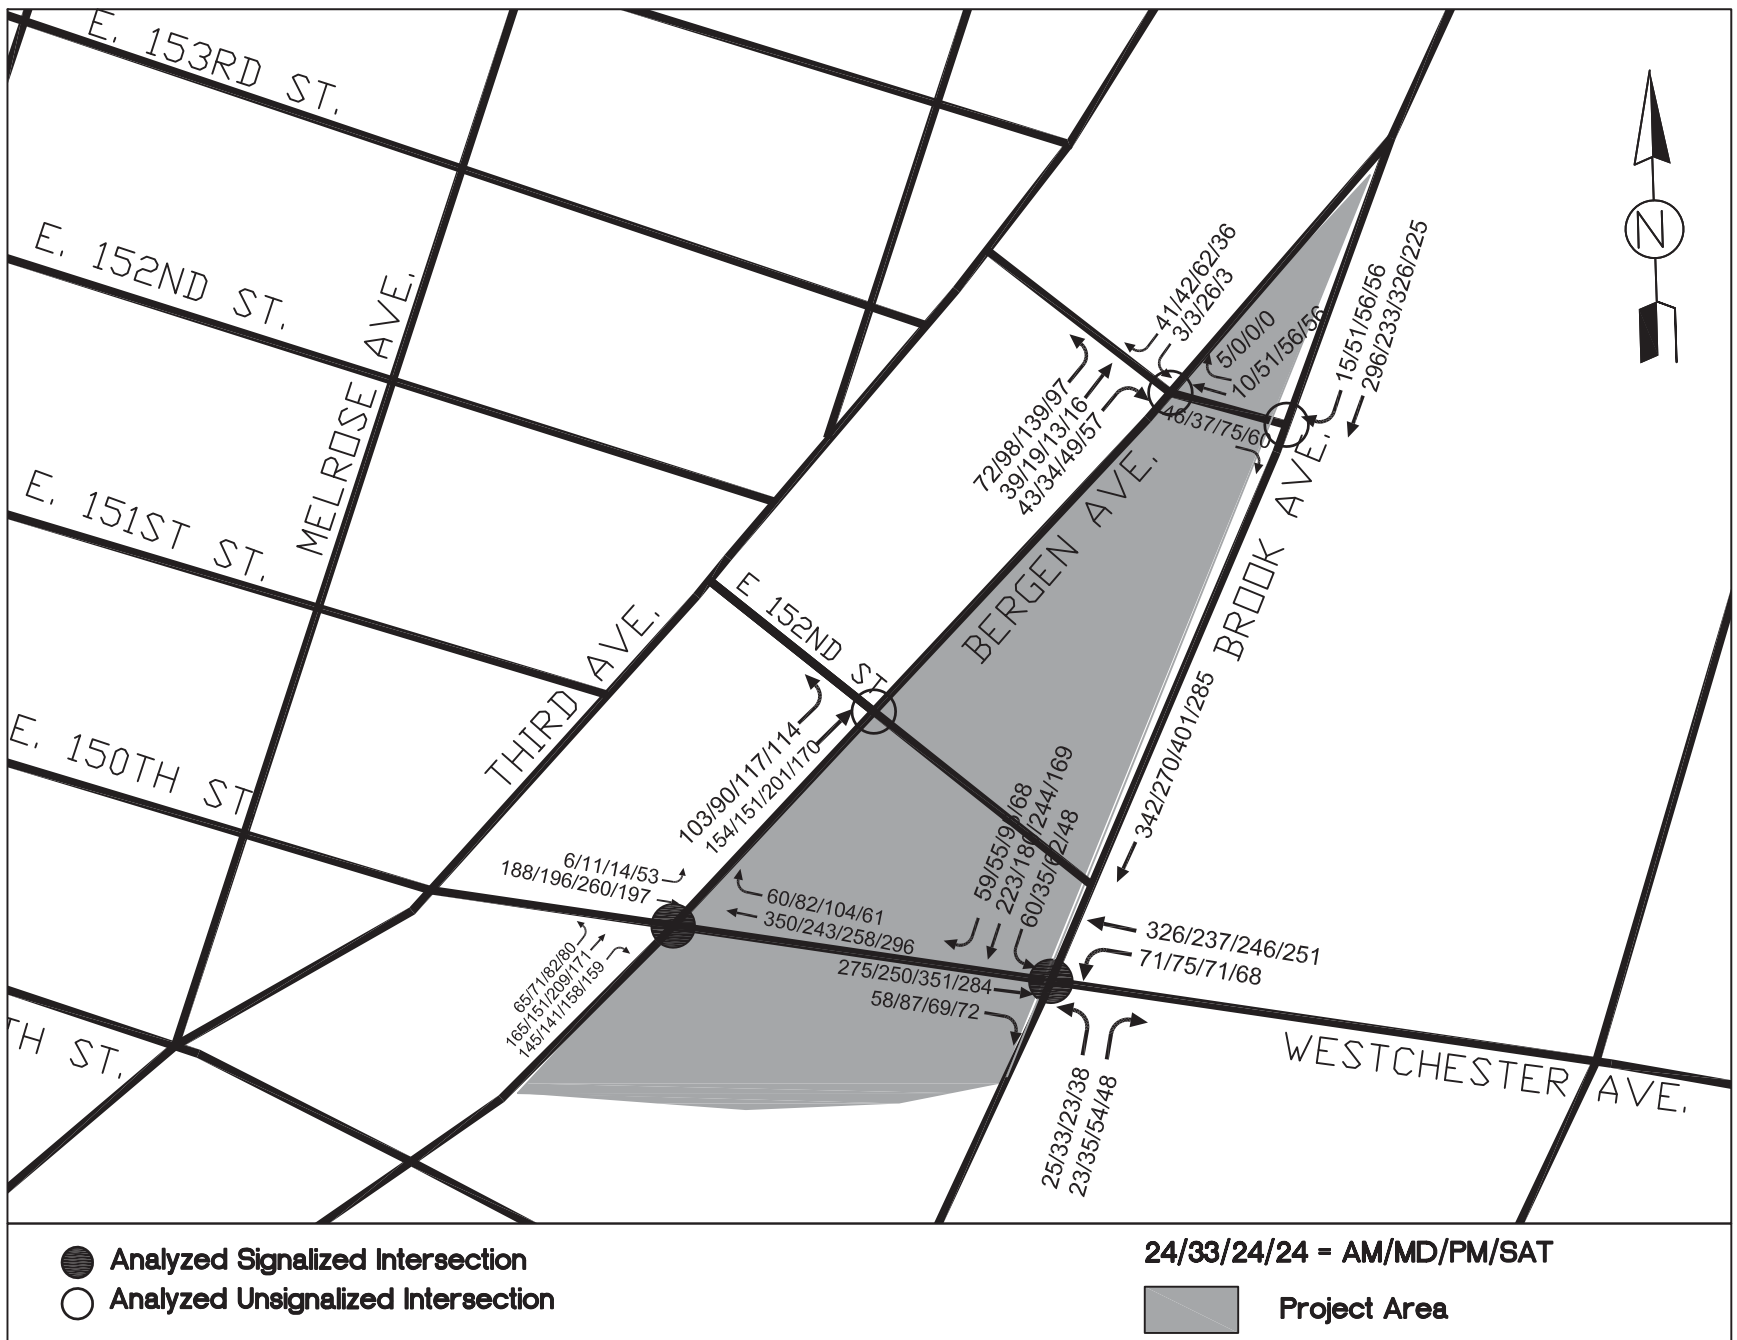 E. 153RD ST.
E. 152ND ST.
MELROSE AVE.
E. 151ST ST.
E. 150TH ST
TH ST.
THIRD AVE.
E 152ND ST
BERGEN AVE.
BROOK AVE.
WESTCHESTER AVE.
N
41/42/62/36
3/3/26/3
5/0/0/0
10/51/56/56
15/51/56/56
296/233/326/225
72/98/139/97
39/19/13/16
43/34/49/57
46/37/75/60
342/270/401/285
103/90/117/114
154/151/201/170
6/11/14/53
188/196/260/197
60/82/104/61
350/243/258/296
65/71/82/80
165/151/209/171
145/141/158/159
60/35/62/48
275/250/351/284
58/87/69/72
326/237/246/251
71/75/71/68
25/33/23/38
23/35/54/48
Analyzed Signalized Intersection
Analyzed Unsignalized Intersection
24/33/24/24 = AM/MD/PM/SAT
Project Area